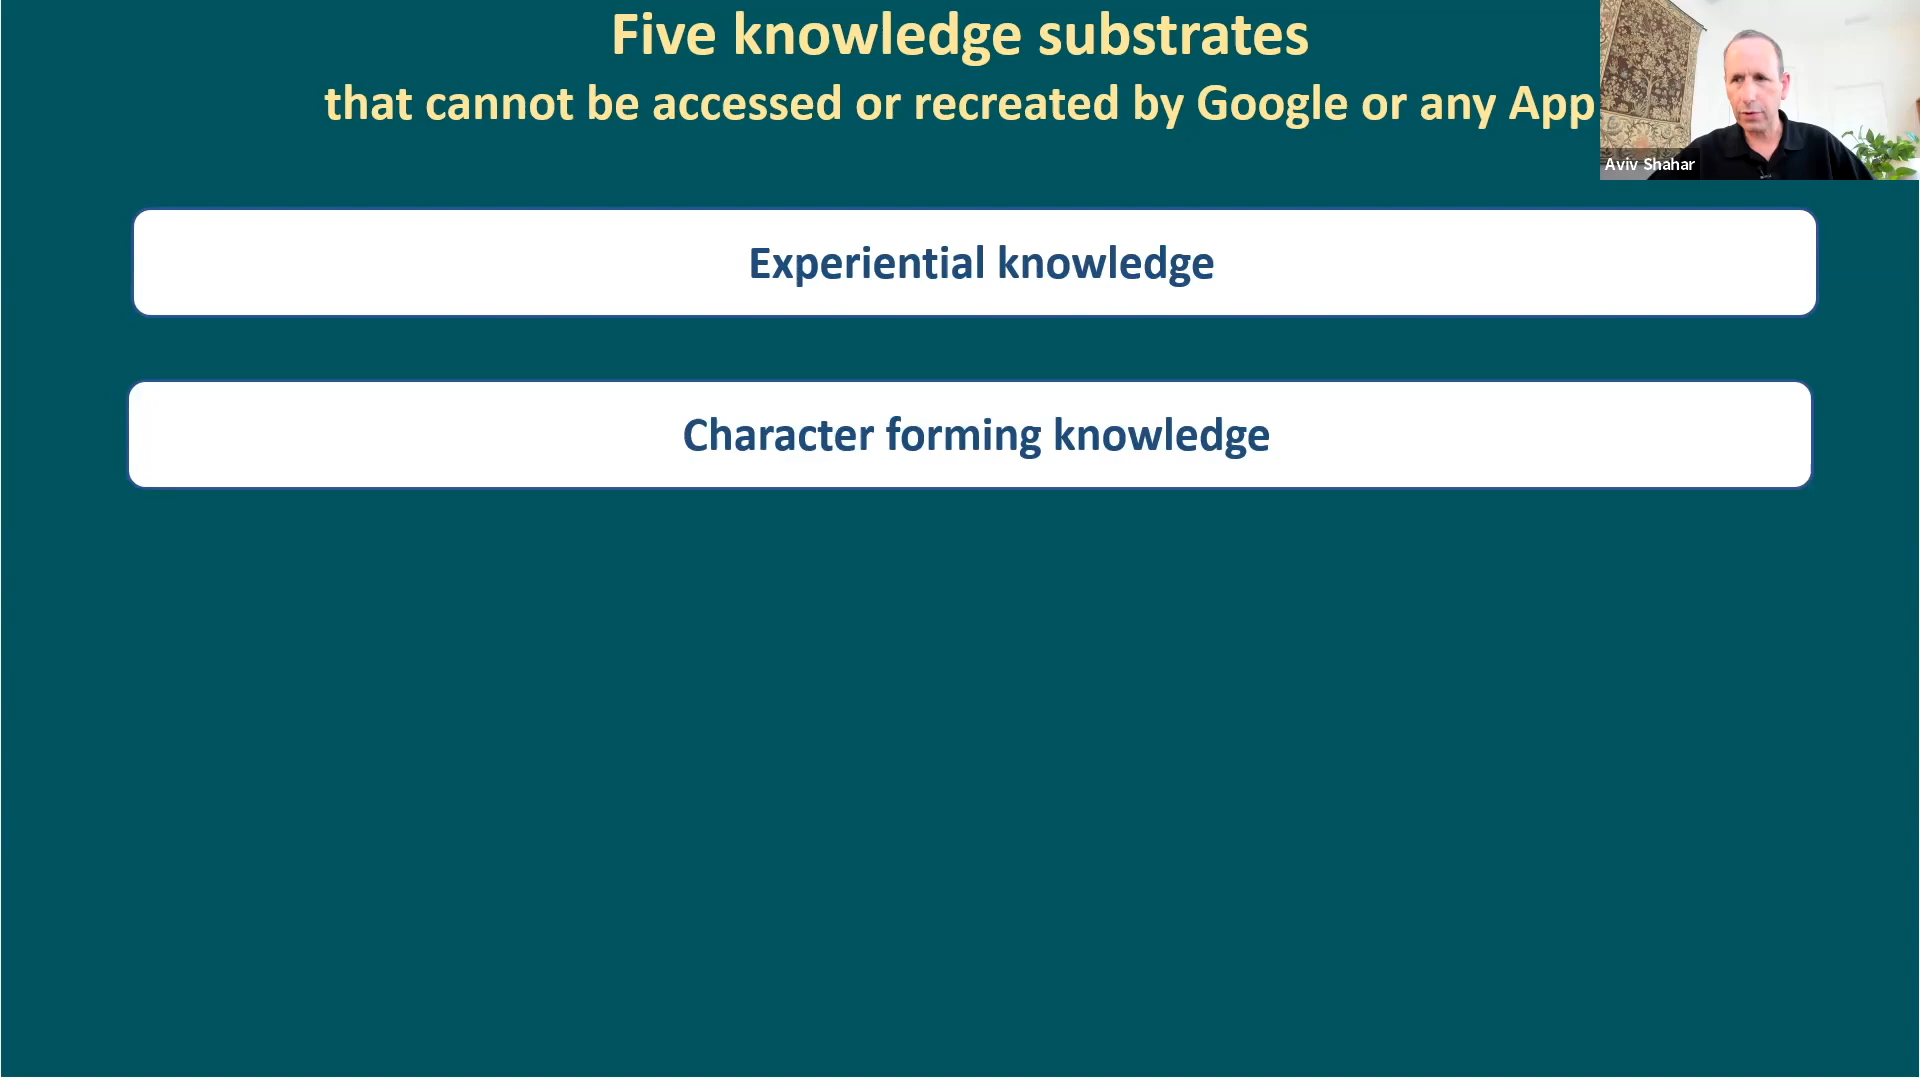 Five knowledge substrates
that cannot be accessed or recreated by Google or any App
Aviv Shahar
Experiential knowledge
Character forming knowledge